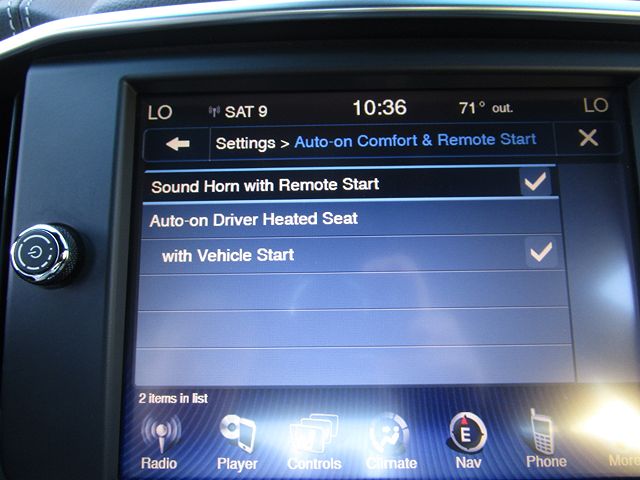 LO SAT 9 10:36 71° out. LO
Settings > Auto-on Comfort & Remote Start
Sound Horn with Remote Start
Auto-on Driver Heated Seat
with Vehicle Start
2 items in list
E
Radio Player Controls Climate Nav Phone More